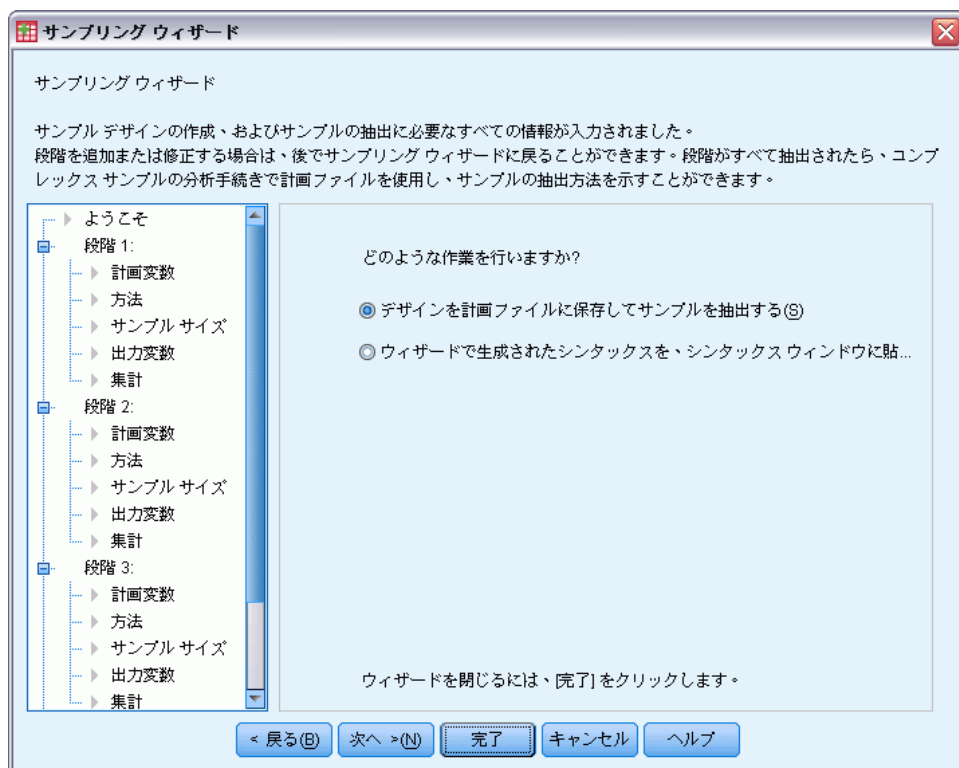 サンプリング ウィザード
サンプリング ウィザード
サンプル デザインの作成、およびサンプルの抽出に必要なすべての情報が入力されました。
段階を追加または修正する場合は、後でサンプリング ウィザードに戻ることができます。段階がすべて抽出されたら、コンプ
レックス サンプルの分析手続きで計画ファイルを使用し、サンプルの抽出方法を示すことができます。
ようこそ
段階 1:
計画変数
方法
サンプル サイズ
出力変数
集計
段階 2:
計画変数
方法
サンプル サイズ
出力変数
集計
段階 3:
計画変数
方法
サンプル サイズ
出力変数
集計
どのような作業を行いますか?
デザインを計画ファイルに保存してサンプルを抽出する(S)
ウィザードで生成されたシンタックスを、シンタックス ウィンドウに貼...
ウィザードを閉じるには、[完了] をクリックします。
< 戻る(B) 次へ >(N) 完了 キャンセル ヘルプ